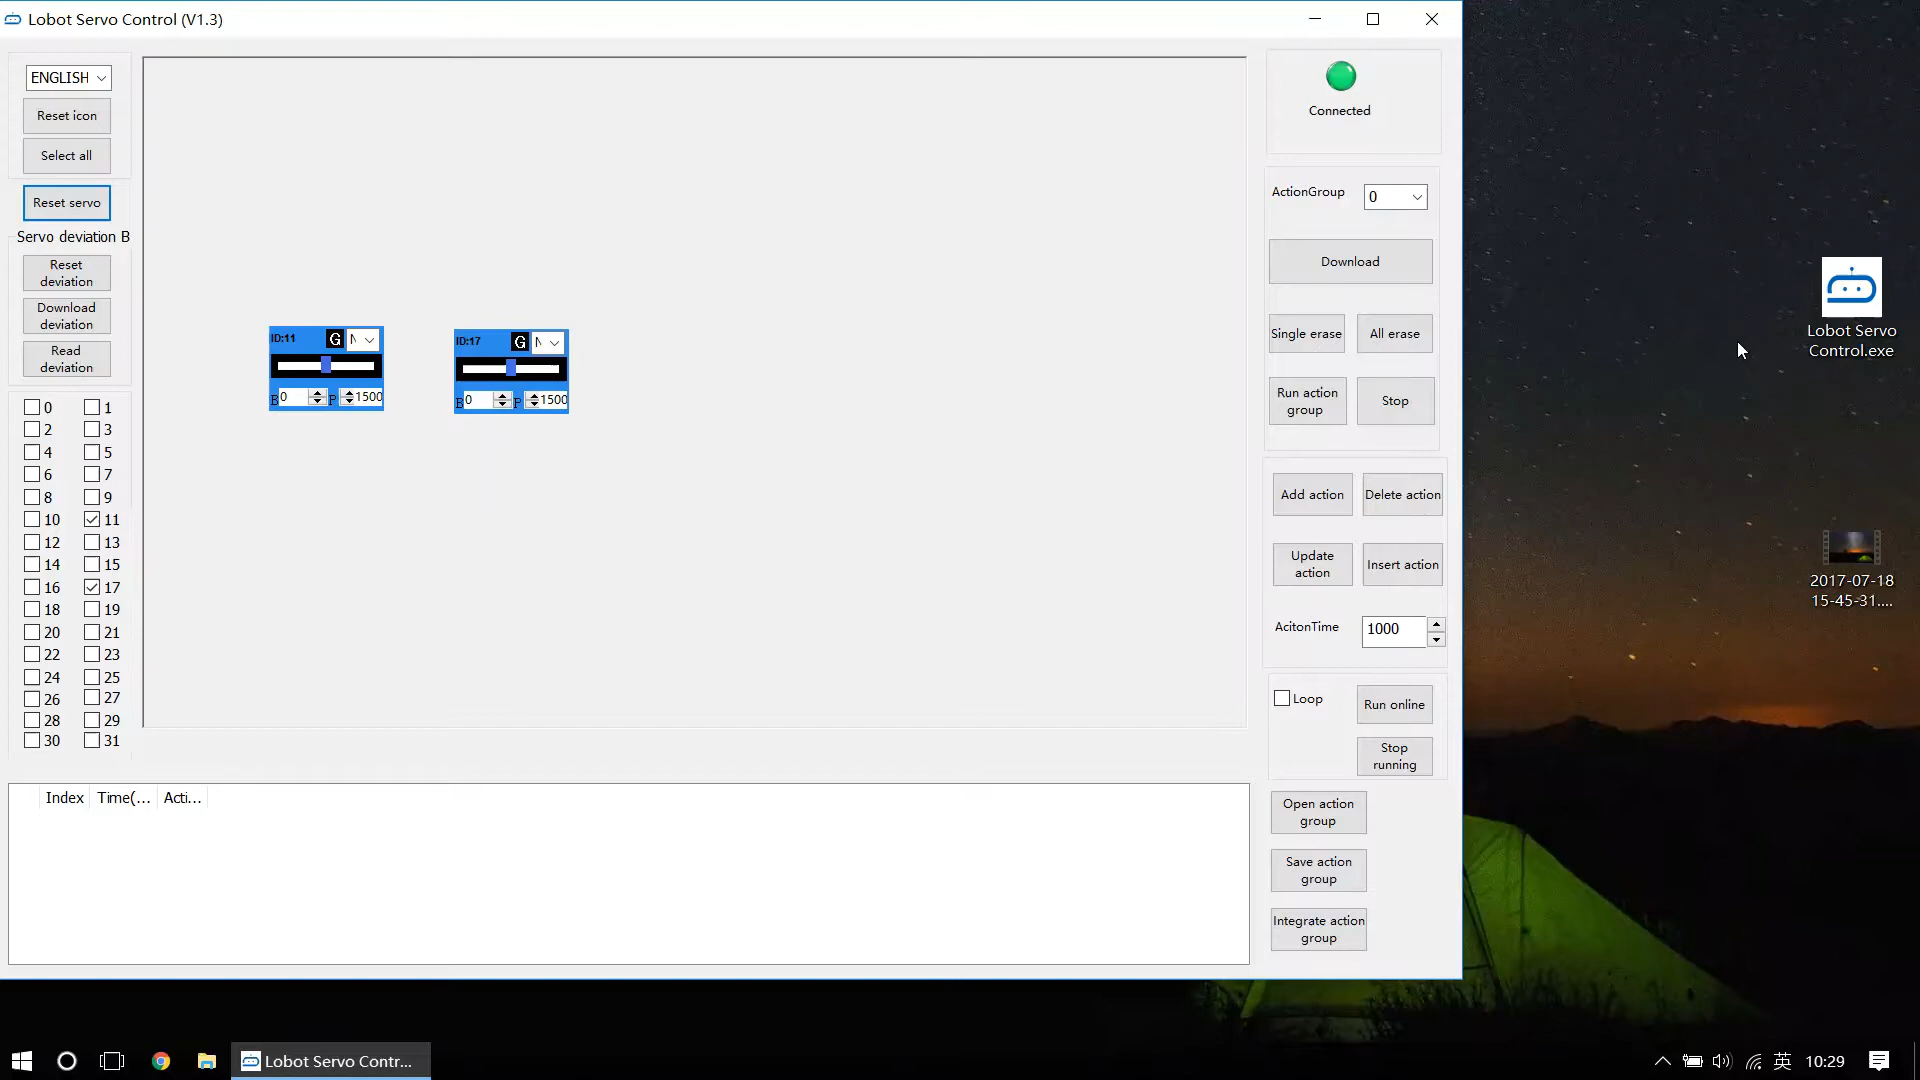 Lobot Servo Control (V1.3)
ENGLISH
Reset icon
Select all
Reset servo
Servo deviation B
Reset
deviation
Download
deviation
Read
deviation
0
1
2
3
4
5
6
7
8
9
10
11
12
13
14
15
16
17
18
19
20
21
22
23
24
25
26
27
28
29
30
31
ID:11 G
B 0 P 1500
ID:17 G
B 0 P 1500
Index Time(... Acti...
Connected
ActionGroup 0
Download
Single erase
All erase
Run action
group
Stop
Add action
Delete action
Update
action
Insert action
AcitonTime 1000
Loop
Run online
Stop
running
Open action
group
Save action
group
Integrate action
group
Lobot Servo
Control.exe
2017-07-18
15-45-31....
Lobot Servo Contr...
英
10:29